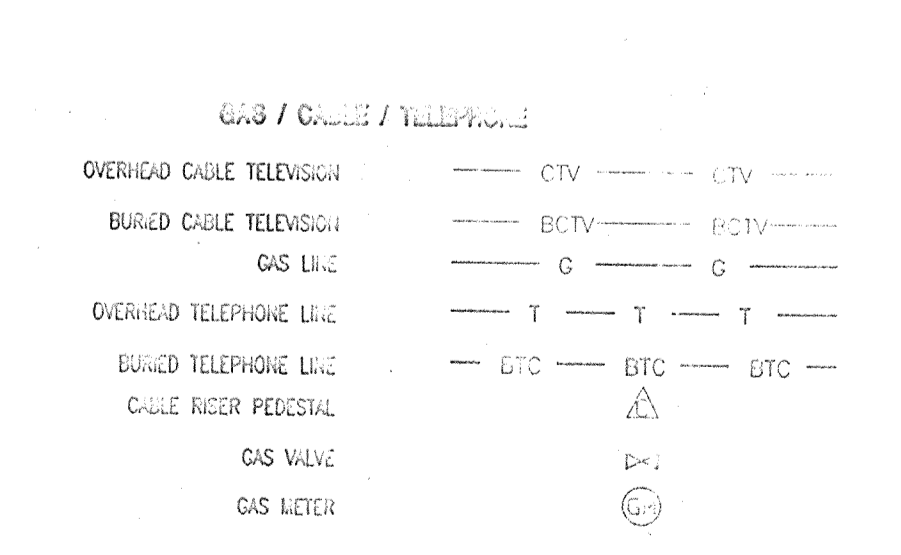 GAS / CABLE / TELEPHONE
OVERHEAD CABLE TELEVISION CTV CTV
BURIED CABLE TELEVISION BCTV BCTV
GAS LINE G G
OVERHEAD TELEPHONE LINE T T T
BURIED TELEPHONE LINE BTC BTC BTC
CABLE RISER PEDESTAL C
GAS VALVE
GAS METER GM